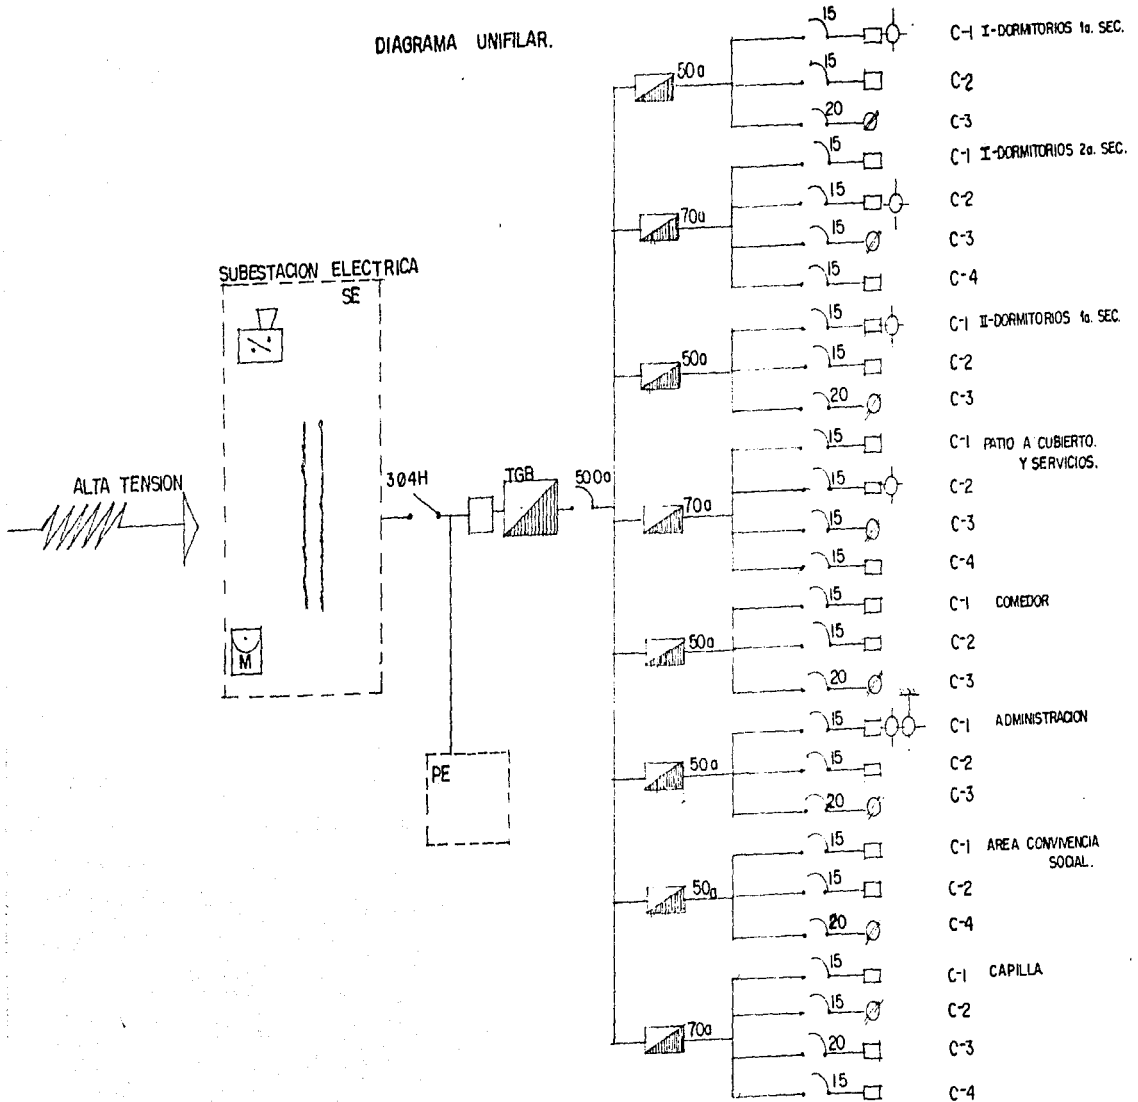 DIAGRAMA UNIFILAR.
SUBESTACION ELECTRICA
SE
M
ALTA TENSION
304H
PE
TGB
500a
50a
15 C-1 I-DORMITORIOS 1a. SEC.
15 C-2
20 C-3
70a
15 C-1 I-DORMITORIOS 2a. SEC.
15 C-2
15 C-3
15 C-4
50a
15 C-1 II-DORMITORIOS 1a. SEC.
15 C-2
20 C-3
70a
15 C-1 PATIO A CUBIERTO.
Y SERVICIOS.
15 C-2
15 C-3
15 C-4
50a
15 C-1 COMEDOR
15 C-2
20 C-3
50a
15 C-1 ADMINISTRACION
15 C-2
20 C-3
50a
15 C-1 AREA CONVIVENCIA
SOCIAL.
15 C-2
20 C-4
70a
15 C-1 CAPILLA
15 C-2
20 C-3
15 C-4